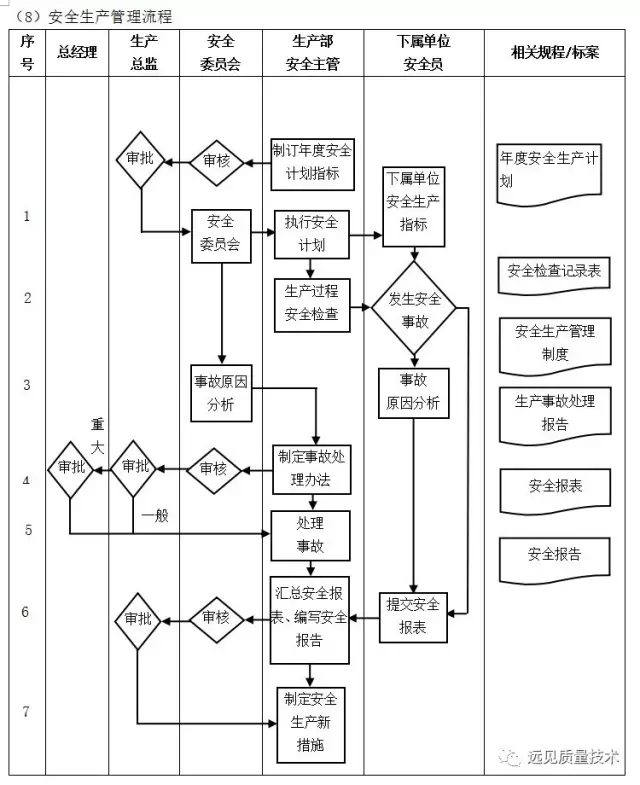 (8) 安全生产管理流程
序
号
总经理
生产
总监
安全
委员会
生产部
安全主管
下属单位
安全员
相关规程/标案
审批
审核
制订年度安全
计划指标
下属单位
安全生产
指标
年度安全生产计
划
1
安全
委员会
执行安全
计划
2
生产过程
安全检查
发生安全
事故
安全检查记录表
安全生产管理
制度
3
事故原因
分析
事故
原因分析
生产事故处理
报告
重
大
4
审批
审批
审核
制定事故处
理办法
安全报表
5
一般
处理
事故
安全报告
6
审批
审核
汇总安全报
表、编写安全
报告
提交安全
报表
7
制定安全
生产新
措施
远见质量技术